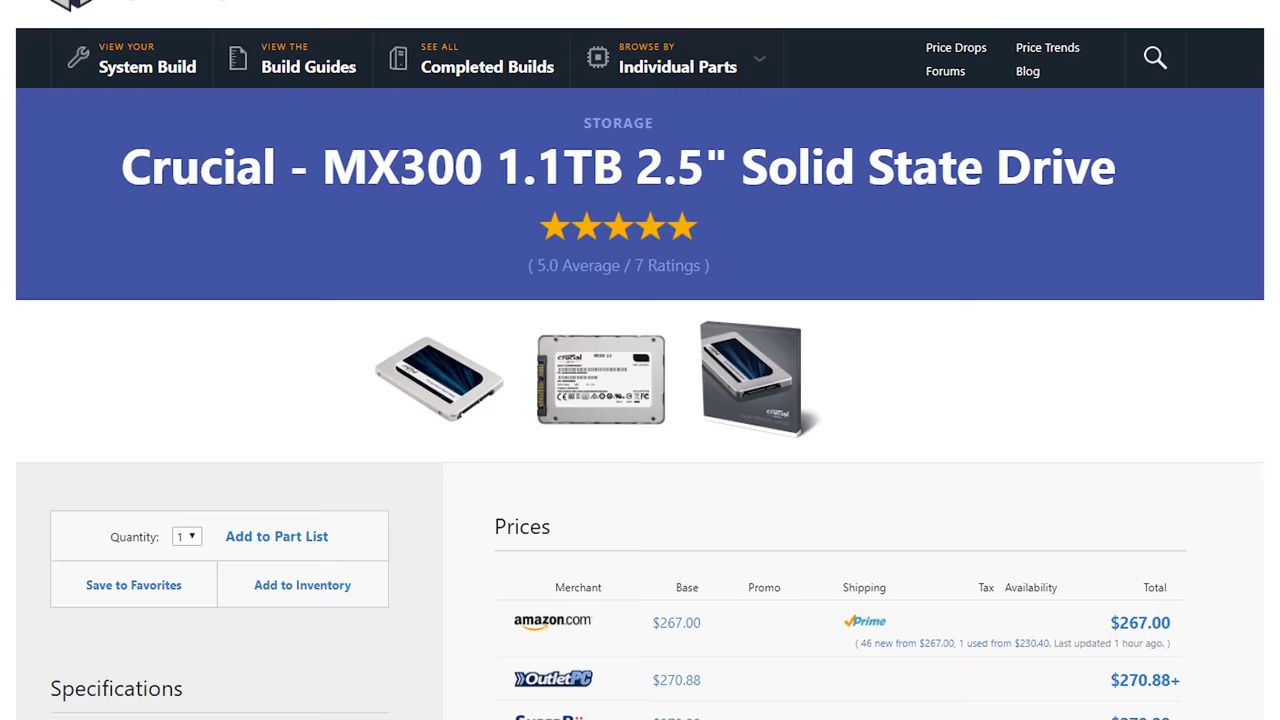 VIEW YOUR
System Build
VIEW THE
Build Guides
SEE ALL
Completed Builds
BROWSE BY
Individual Parts
Price Drops
Price Trends
Forums
Blog
STORAGE
Crucial - MX300 1.1TB 2.5" Solid State Drive
( 5.0 Average / 7 Ratings )
crucial
crucial
Quantity: 1 Add to Part List
Save to Favorites Add to Inventory
Specifications
Prices
Merchant Base Promo Shipping Tax Availability Total
amazon.com $267.00 Prime $267.00
( 46 new from $267.00, 1 used from $230.40. Last updated 1 hour ago. )
OutletPC $270.88 $270.88+